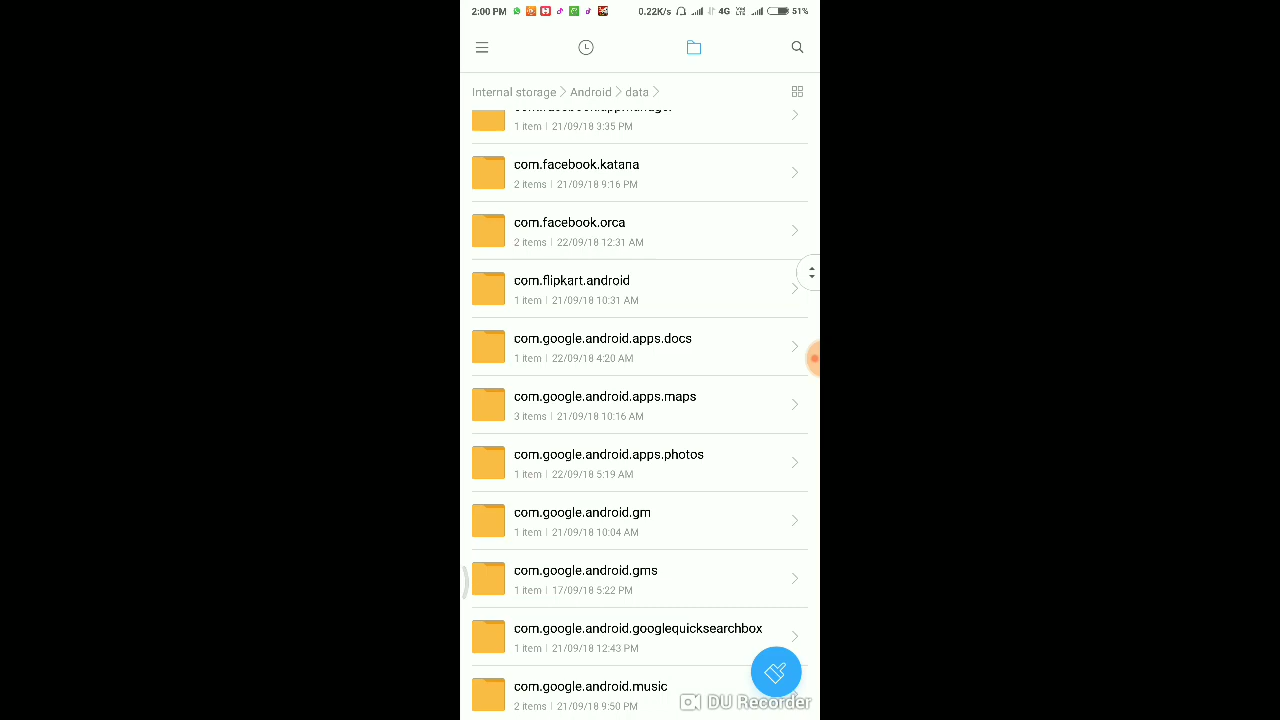 2:00 PM 0.22K/s 4G 51%
Internal storage > Android > data >
1 item | 21/09/18 3:35 PM
com.facebook.katana
2 items | 21/09/18 9:16 PM
com.facebook.orca
2 items | 22/09/18 12:31 AM
com.flipkart.android
1 item | 21/09/18 10:31 AM
com.google.android.apps.docs
1 item | 22/09/18 4:20 AM
com.google.android.apps.maps
3 items | 21/09/18 10:16 AM
com.google.android.apps.photos
1 item | 22/09/18 5:19 AM
com.google.android.gm
1 item | 21/09/18 10:04 AM
com.google.android.gms
1 item | 17/09/18 5:22 PM
com.google.android.googlequicksearchbox
1 item | 21/09/18 12:43 PM
com.google.android.music
2 items | 21/09/18 9:50 PM
DU Recorder